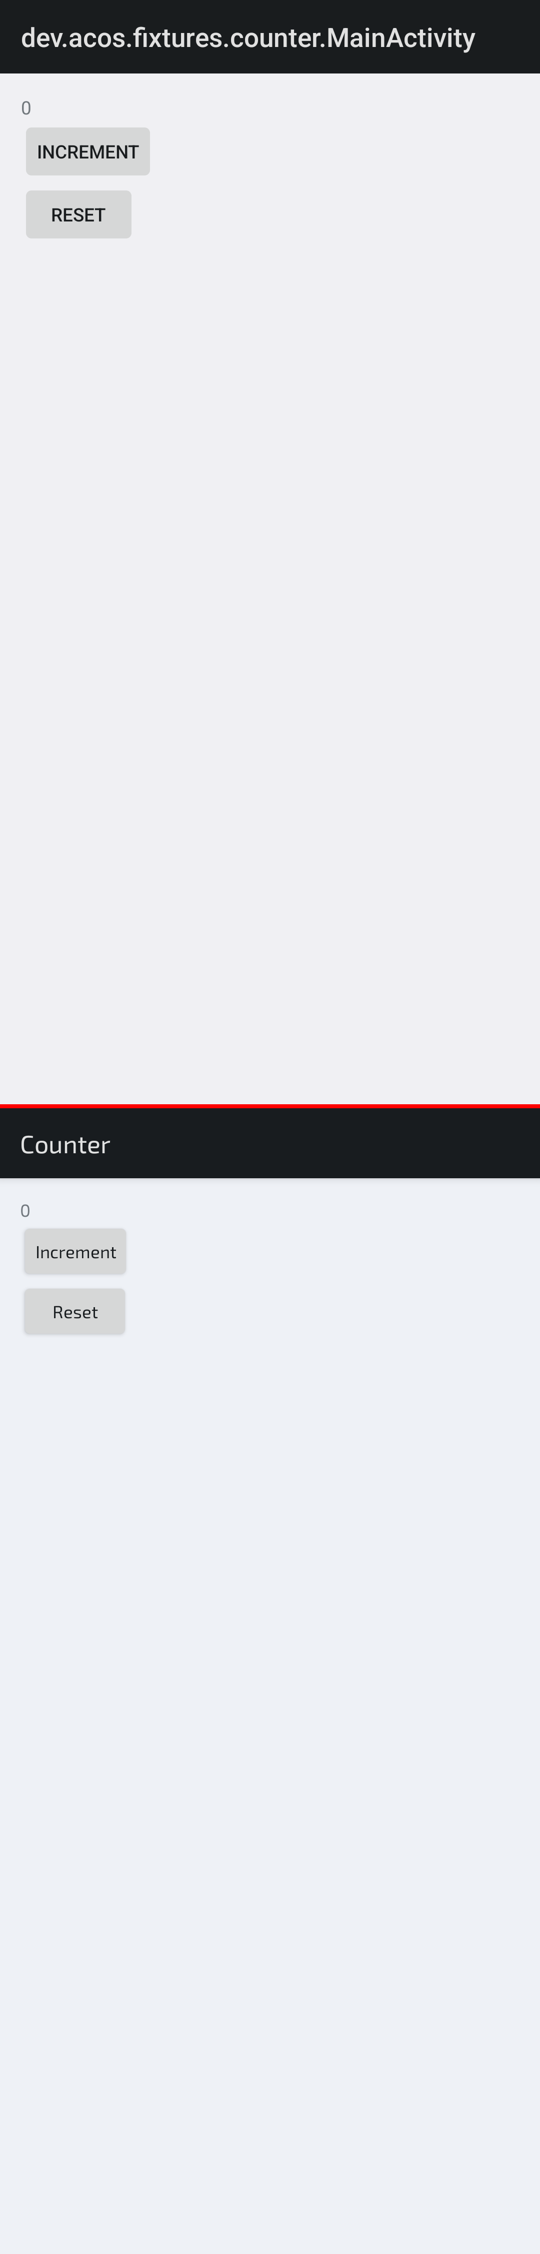 dev.acos.fixtures.counter.MainActivity
0
INCREMENT
RESET
Counter
0
Increment
Reset